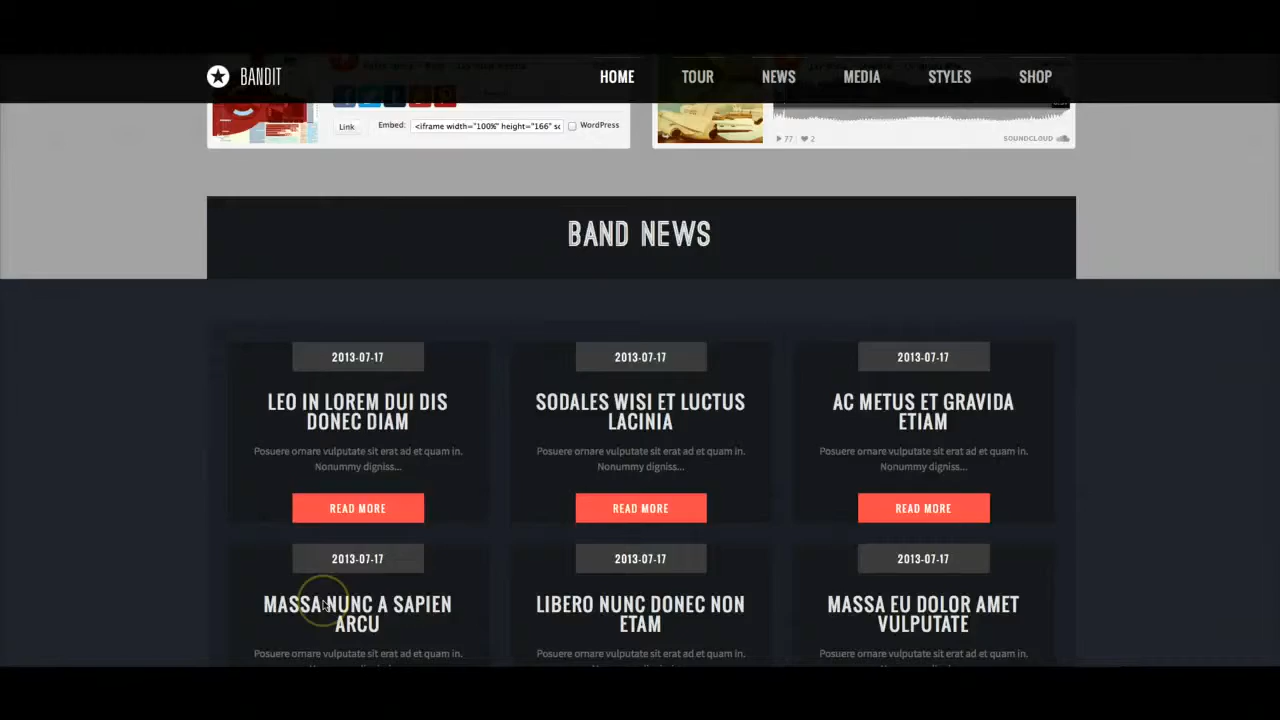 BANDIT
HOME TOUR NEWS MEDIA STYLES SHOP
Link Embed: <iframe width="100%" height="166" sc WordPress
77 2 SOUNDCLOUD
BAND NEWS
2013-07-17 2013-07-17 2013-07-17
LEO IN LOREM DUI DIS
DONEC DIAM
Posuere ornare vulputate sit erat ad et quam in.
Nonummy digniss...
READ MORE
SODALES WISI ET LUCTUS
LACINIA
Posuere ornare vulputate sit erat ad et quam in.
Nonummy digniss...
READ MORE
AC METUS ET GRAVIDA
ETIAM
Posuere ornare vulputate sit erat ad et quam in.
Nonummy digniss...
READ MORE
2013-07-17 2013-07-17 2013-07-17
MASSA NUNC A SAPIEN
ARCU
Posuere ornare vulputate sit erat ad et quam in.
LIBERO NUNC DONEC NON
ETAM
Posuere ornare vulputate sit erat ad et quam in.
MASSA EU DOLOR AMET
VULPUTATE
Posuere ornare vulputate sit erat ad et quam in.